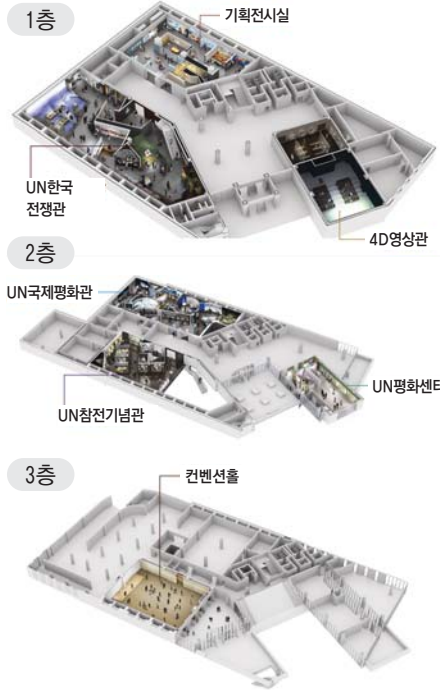 1층
기획전시실
UN한국
전쟁관
4D영상관
2층
UN국제평화관
UN평화센터
UN참전기념관
3층
컨벤션홀